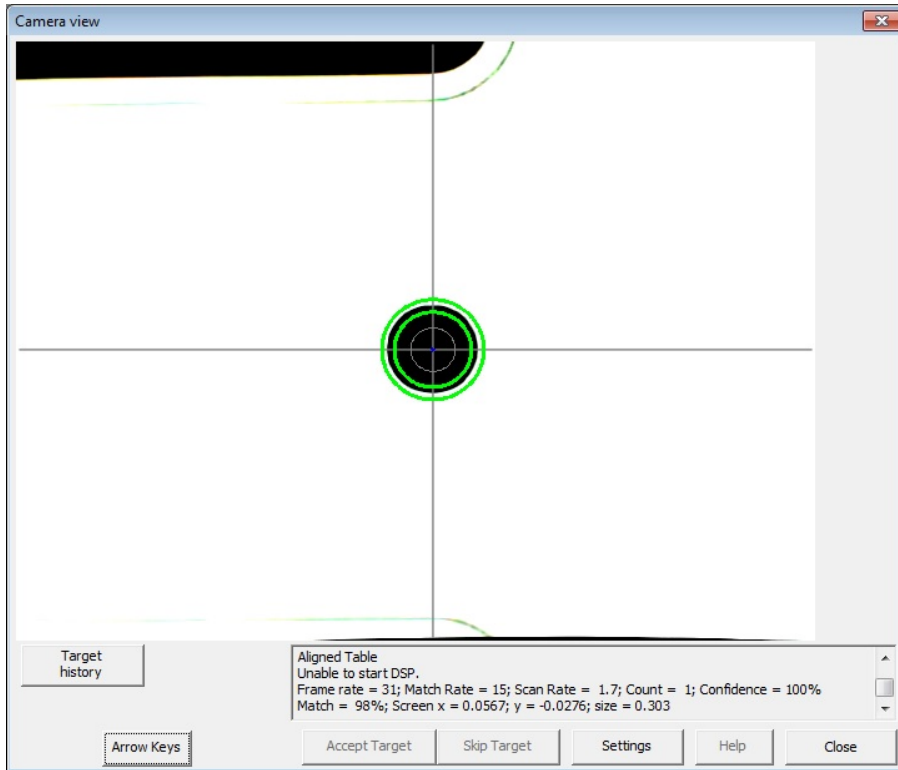 Camera view
Target
history
Aligned Table
Unable to start DSP.
Frame rate = 31; Match Rate = 15; Scan Rate =  1.7; Count =  1; Confidence = 100%
Match =  98%; Screen x = 0.0567; y = -0.0276; size = 0.303
Arrow Keys
Accept Target
Skip Target
Settings
Help
Close